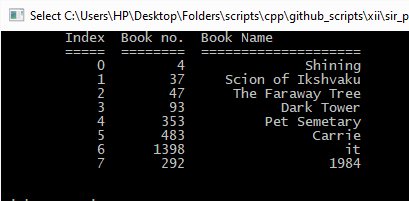 Select C:\Users\HP\Desktop\Folders\scripts\cpp\github_scripts\xii\sir_p
Index Book no. Book Name
===== ======== ====================
0 4 Shining
1 37 Scion of Ikshvaku
2 47 The Faraway Tree
3 93 Dark Tower
4 353 Pet Semetary
5 483 Carrie
6 1398 it
7 292 1984